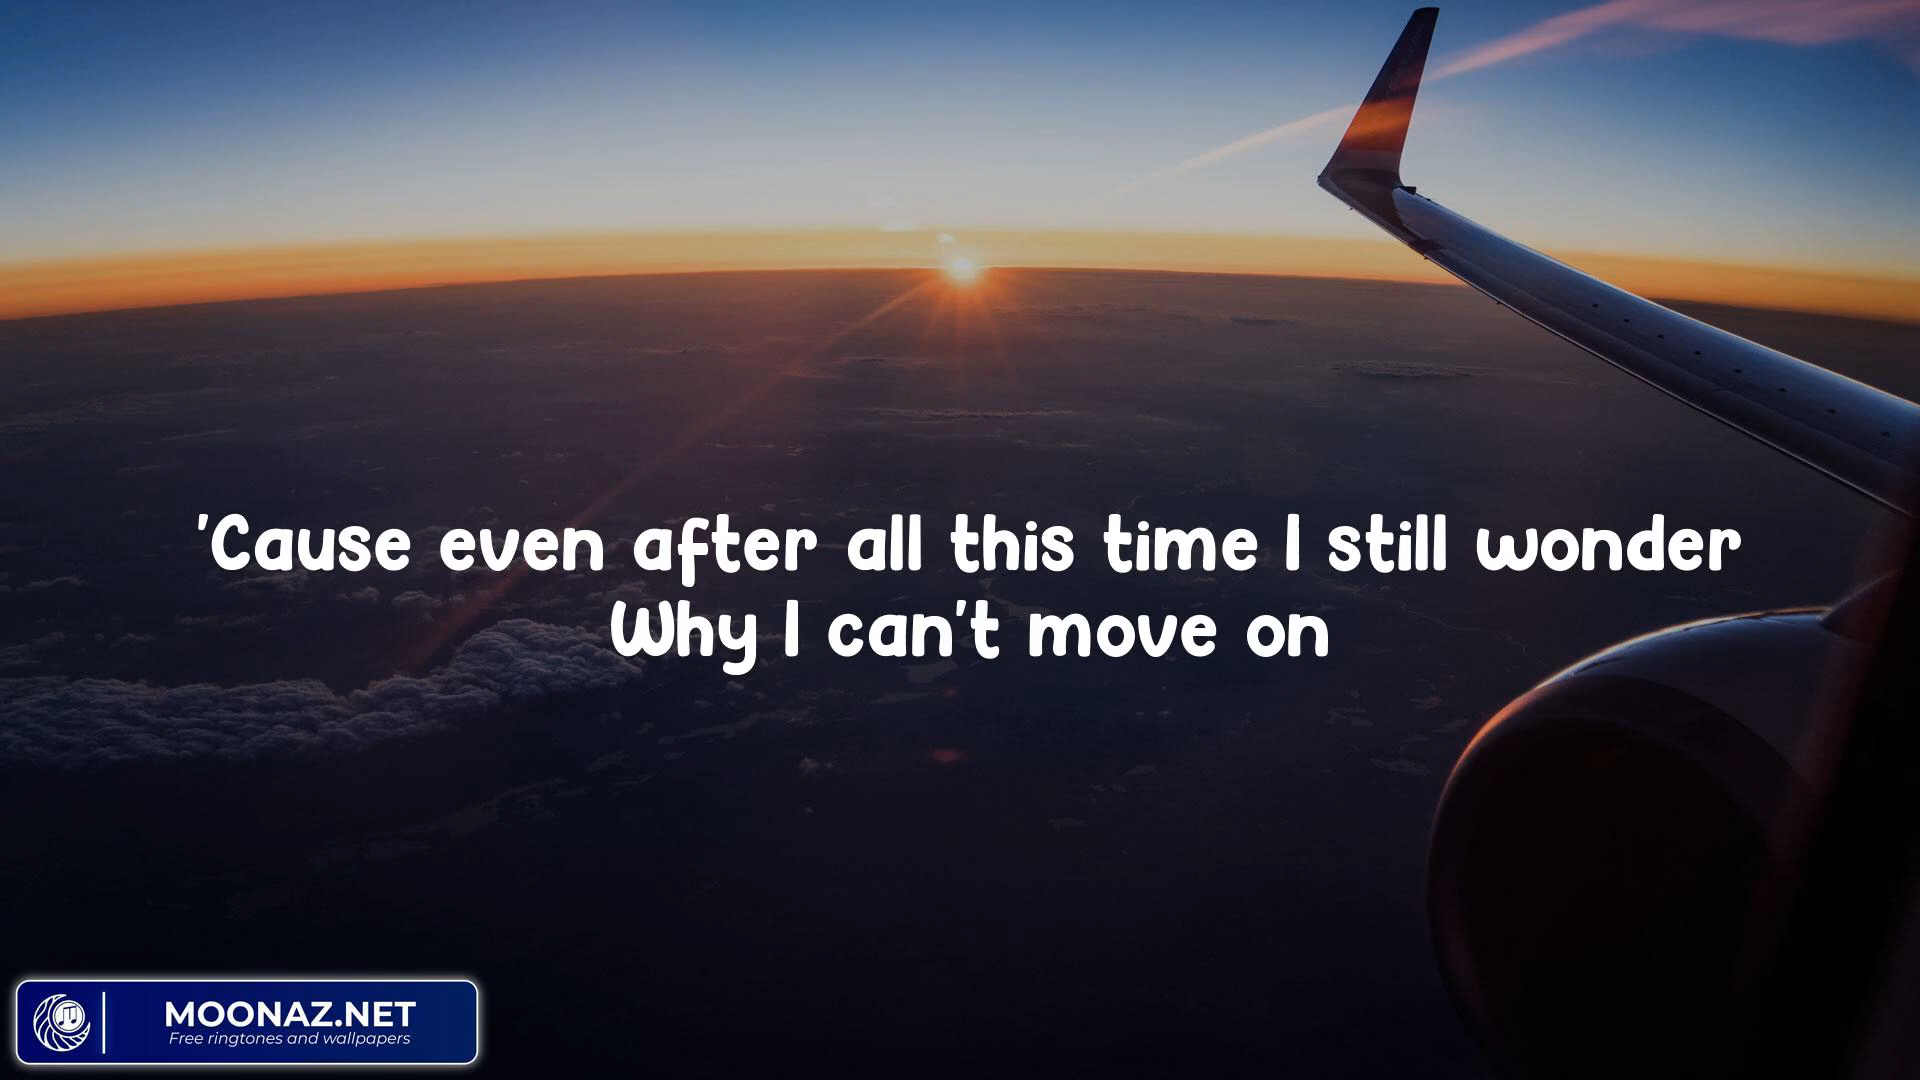 'Cause even after all this time I still wonder
Why I can't move on
MOONAZ.NET
Free ringtones and wallpapers